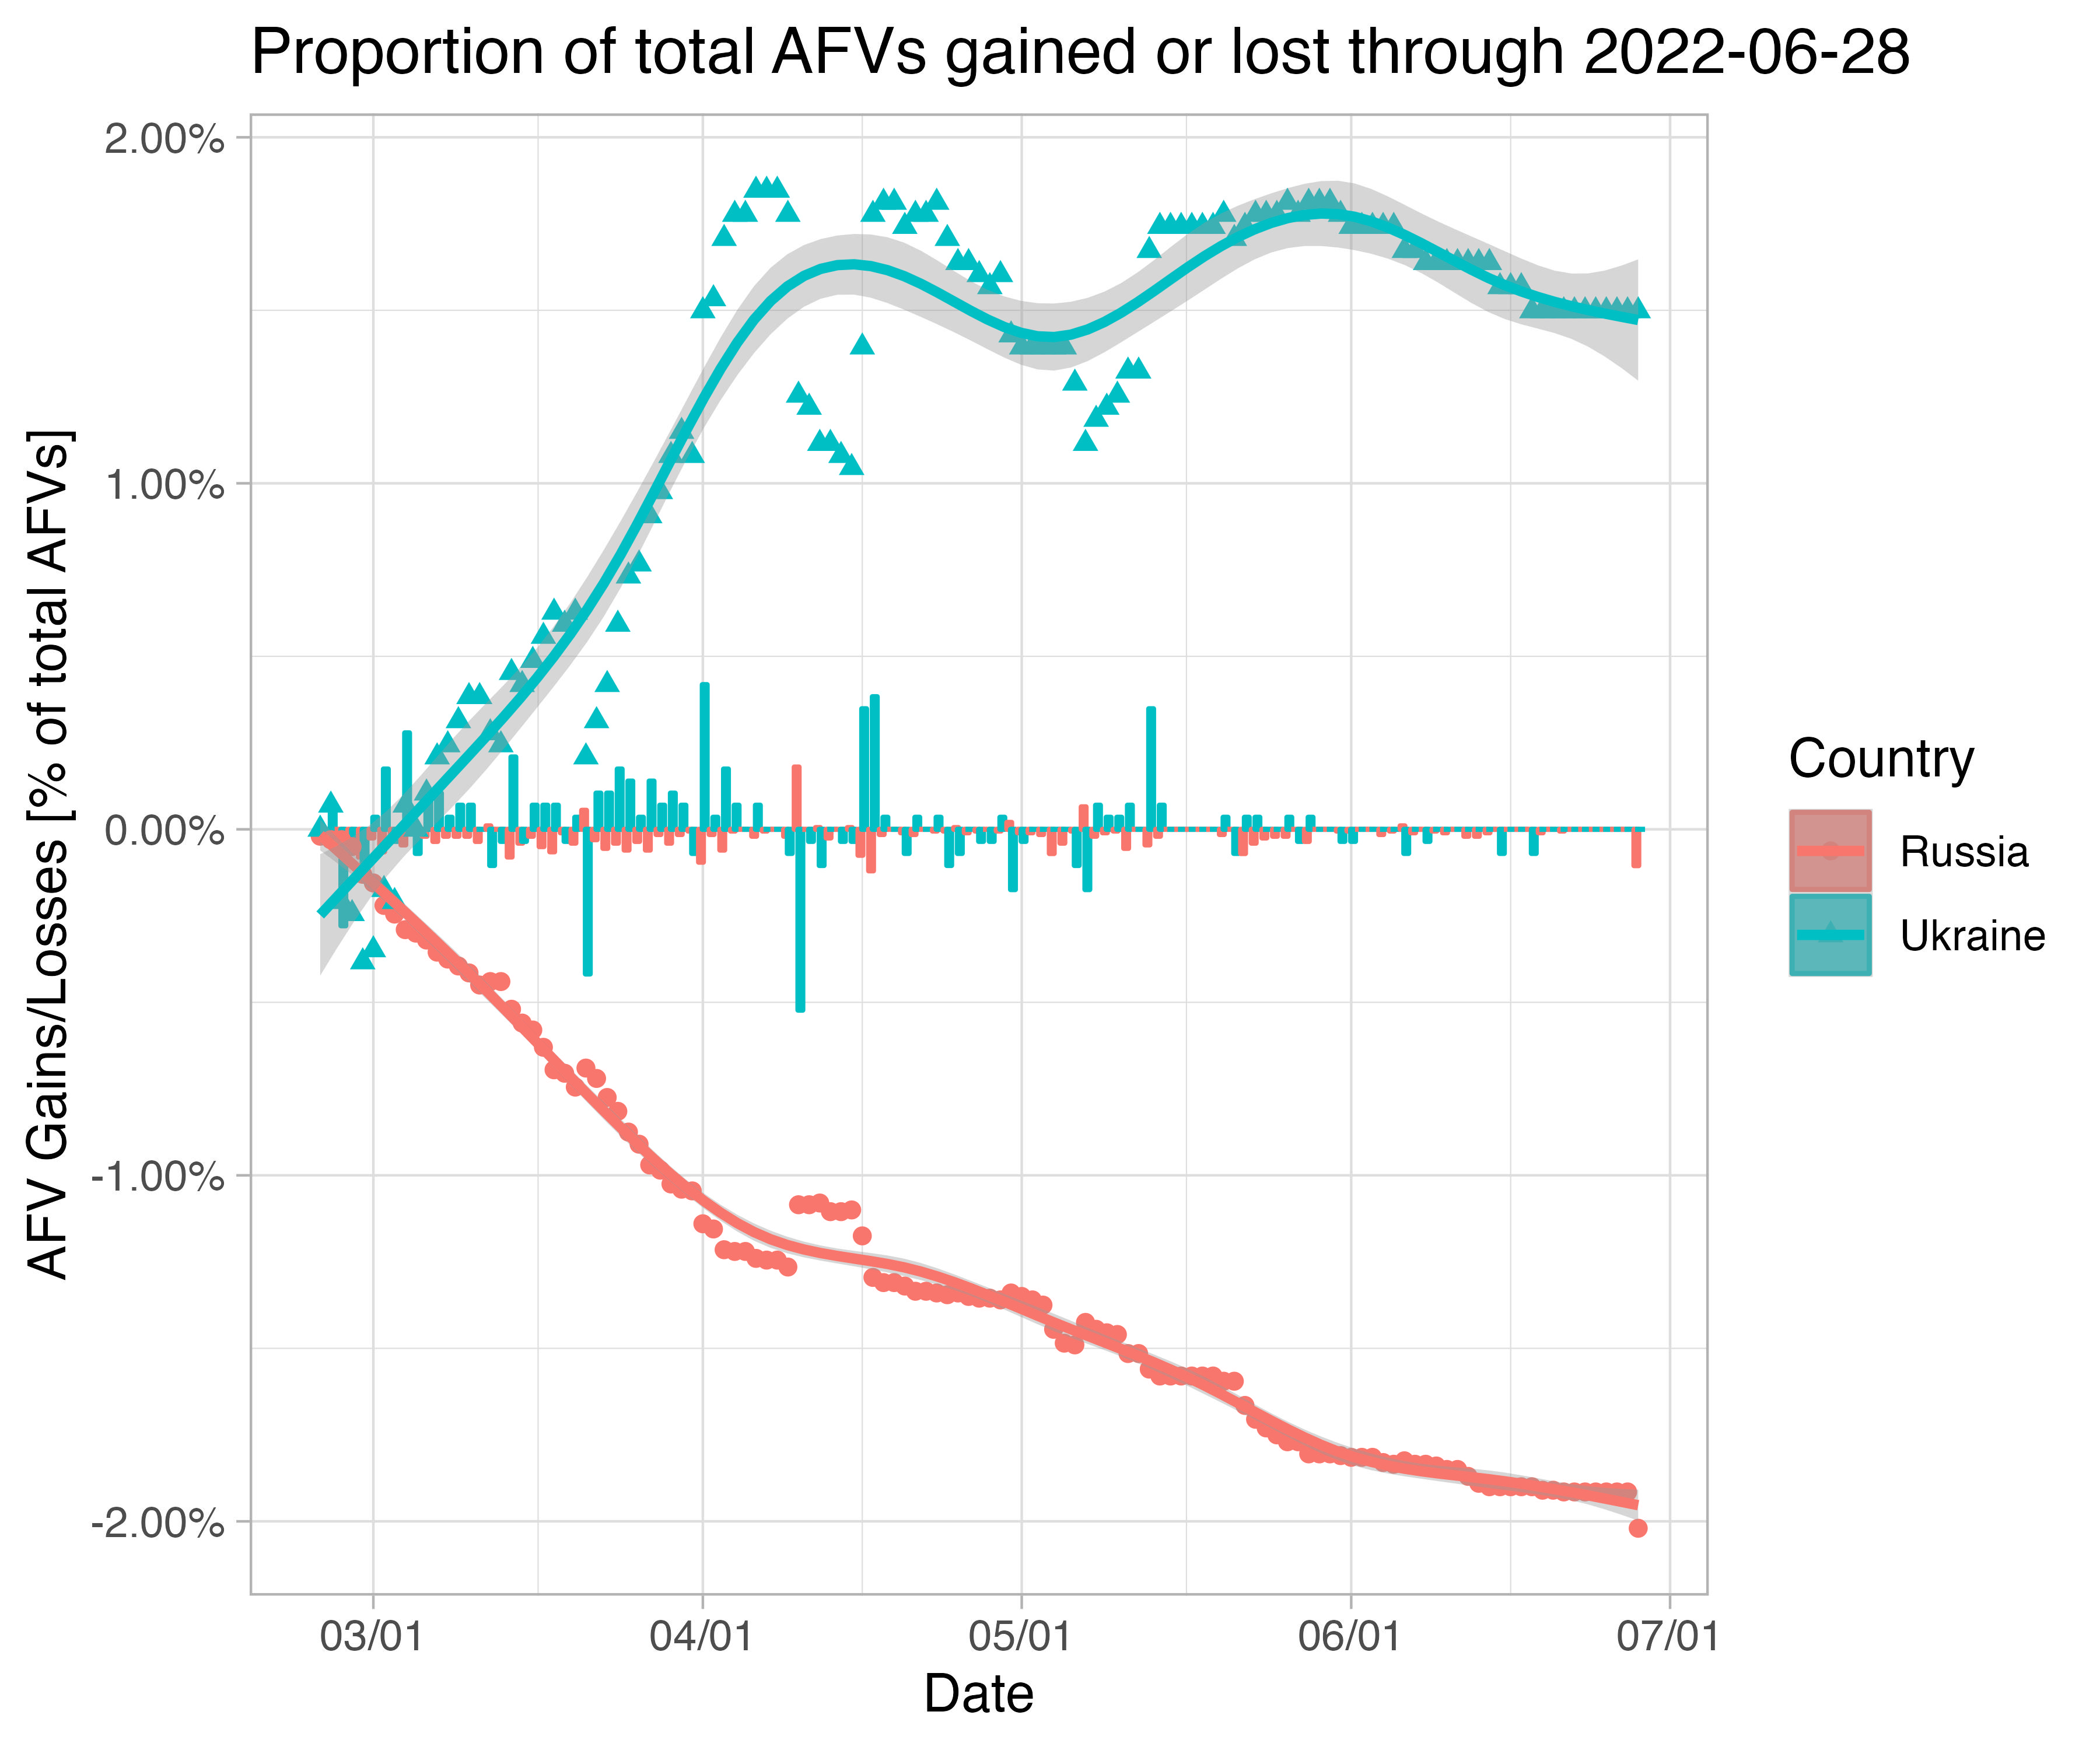 Proportion of total AFVs gained or lost through 2022-06-28
AFV Gains/Losses [% of total AFVs]
2.00%
1.00%
0.00%
-1.00%
-2.00%
03/01
04/01
05/01
06/01
07/01
Date
Country
Russia
Ukraine